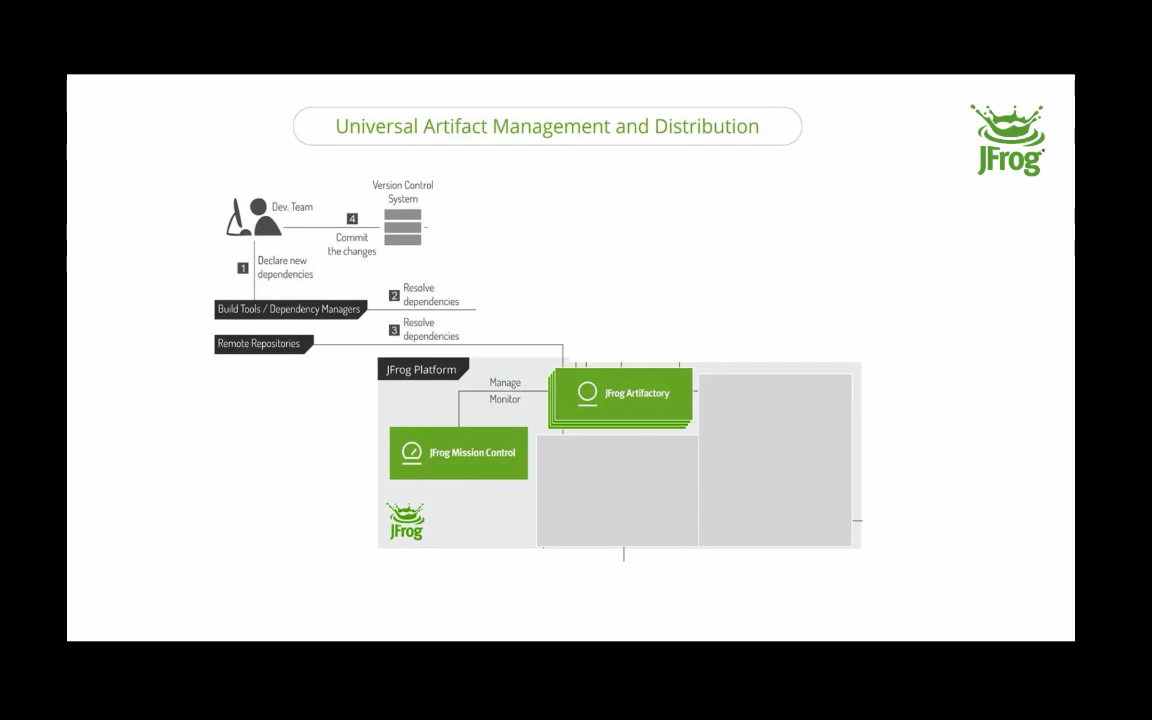 Universal Artifact Management and Distribution
JFrog
Version Control
System
Dev. Team
4
Commit
the changes
1
Declare new
dependencies
2
Resolve
dependencies
Build Tools / Dependency Managers
3
Resolve
dependencies
Remote Repositories
JFrog Platform
Manage
Monitor
JFrog Artifactory
JFrog Mission Control
JFrog